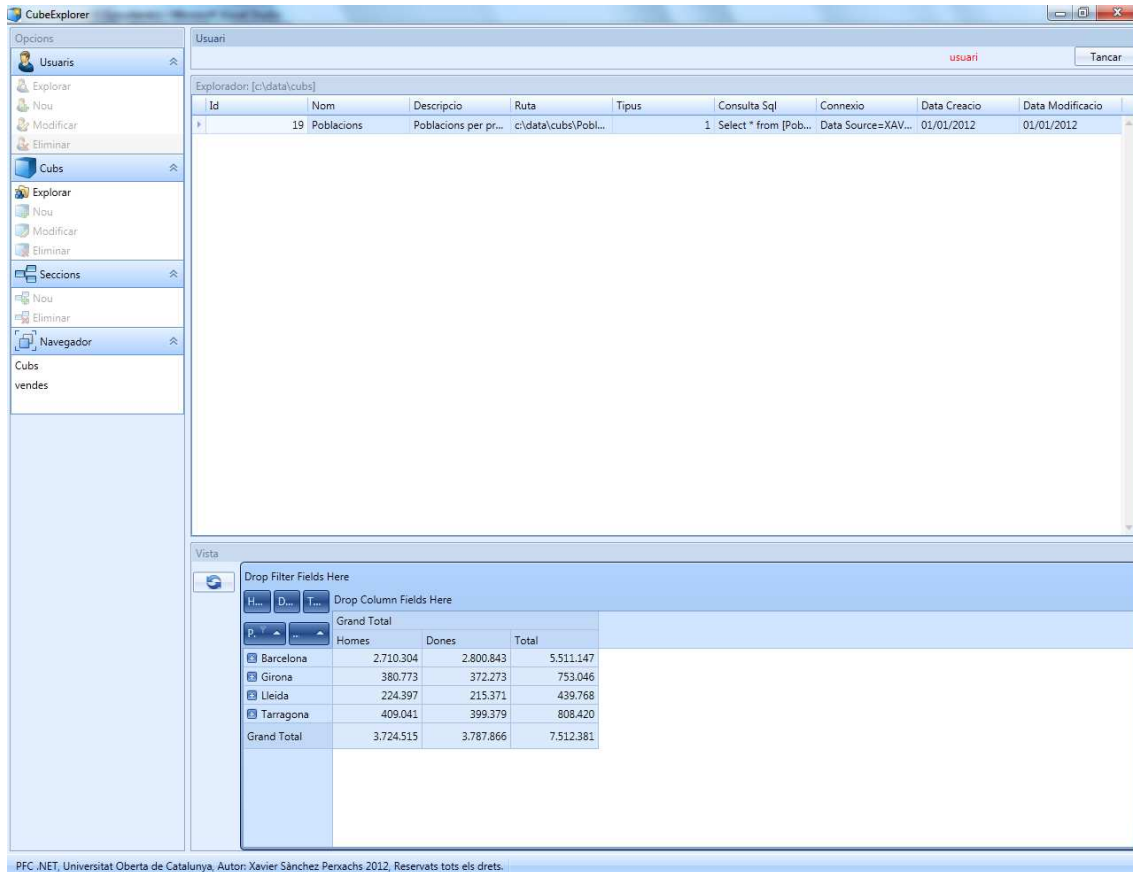 CubeExplorer
Opcions
Usuaris
Explorar
Nou
Modificar
Eliminar
Cubs
Explorar
Nou
Modificar
Eliminar
Seccions
Nou
Eliminar
Navegador
Cubs
vendes
Usuari
usuari Tancar
Explorador: [c:\data\cubs]
Id Nom Descripcio Ruta Tipus Consulta Sql Connexio Data Creacio Data Modificacio
19 Poblacions Poblacions per pr... c:\data\cubs\Pobl... 1 Select * from [Pob... Data Source=XAV... 01/01/2012 01/01/2012
Vista
Drop Filter Fields Here
H... D... T... Drop Column Fields Here
P. .. Grand Total
Homes Dones Total
Barcelona 2.710.304 2.800.843 5.511.147
Girona 380.773 372.273 753.046
Lleida 224.397 215.371 439.768
Tarragona 409.041 399.379 808.420
Grand Total 3.724.515 3.787.866 7.512.381
PFC .NET, Universitat Oberta de Catalunya, Autor: Xavier Sànchez Perxachs 2012, Reservats tots els drets.